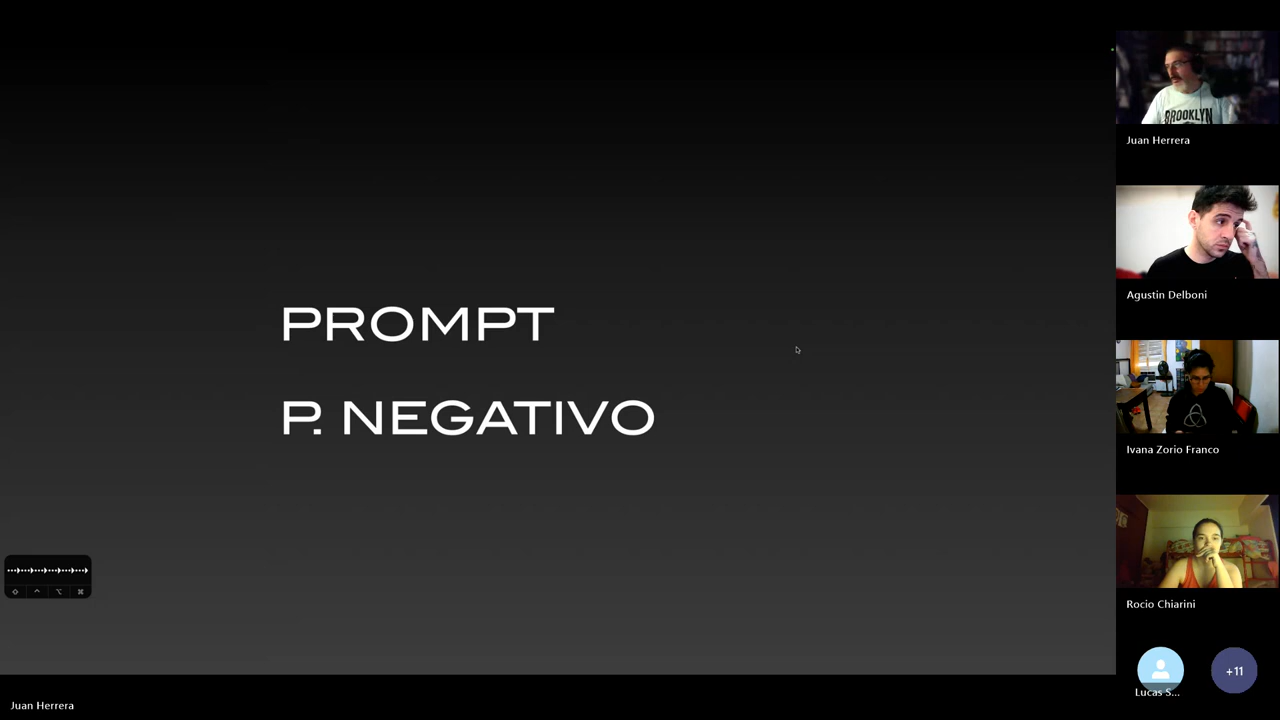 BROOKLYN
Juan Herrera
Agustin Delboni
PROMPT
P. NEGATIVO
Ivana Zorio Franco
Rocio Chiarini
+11
Lucas S...
Juan Herrera